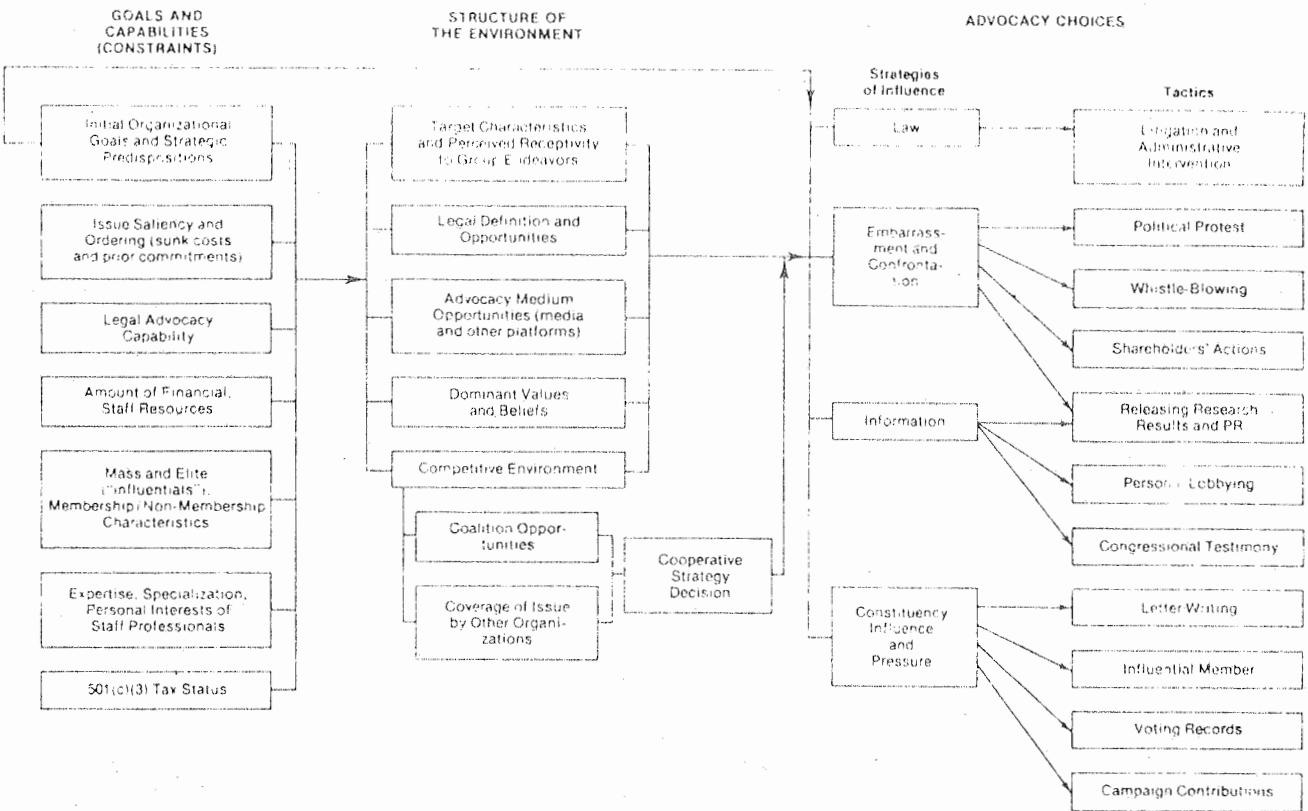 GOALS AND
CAPABILITIES
(CONSTRAINTS)
STRUCTURE OF
THE ENVIRONMENT
ADVOCACY CHOICES
Strategies
of Influence
Tactics
Initial Organizational
Goals and Strategic
Predispositions
Issue Saliency and
Ordering (sunk costs
and prior commitments)
Legal Advocacy
Capability
Amount of Financial,
Staff Resources
Mass and Elite
("influentials"),
Membership/Non-Membership
Characteristics
Expertise, Specialization,
Personal Interests of
Staff Professionals
501(c)(3) Tax Status
Target Characteristics
and Perceived Receptivity
to Group Endeavors
Legal Definition and
Opportunities
Advocacy Medium
Opportunities (media
and other platforms)
Dominant Values
and Beliefs
Competitive Environment
Coalition Oppor-
tunities
Coverage of Issue
by Other Organi-
zations
Cooperative
Strategy
Decision
Law
Embarrass-
ment and
Confronta-
tion
Information
Constituency
Influence
and
Pressure
Litigation and
Administrative
Intervention
Political Protest
Whistle-Blowing
Shareholders' Actions
Releasing Research
Results and PR
Personal Lobbying
Congressional Testimony
Letter Writing
Influential Member
Voting Records
Campaign Contributions